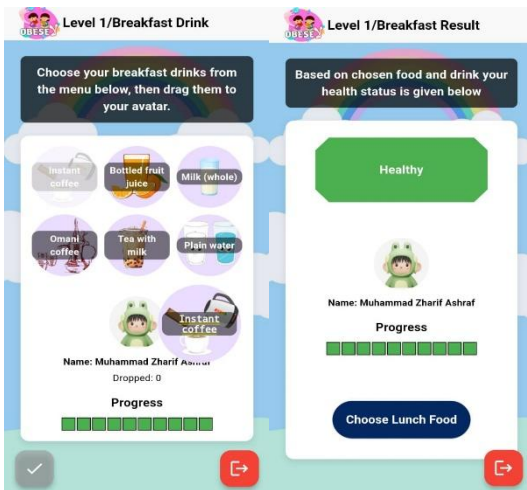 OBESE
Level 1/Breakfast Drink
Choose your breakfast drinks from
the menu below, then drag them to
your avatar.
Instant
coffee
Bottled fruit
juice
Milk (whole)
Omani
coffee
Tea with
milk
Plain water
Instant
coffee
Name: Muhammad Zharif Ashraf
Dropped: 0
Progress
OBESE
Level 1/Breakfast Result
Based on chosen food and drink your
health status is given below
Healthy
Name: Muhammad Zharif Ashraf
Progress
Choose Lunch Food